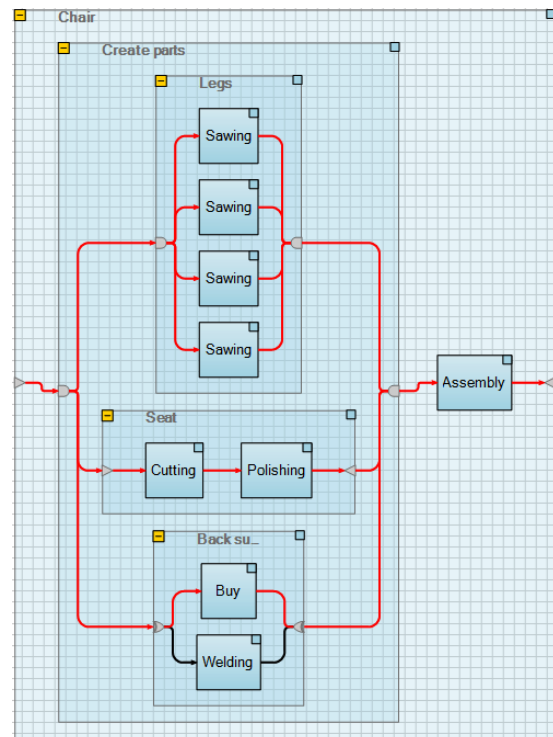 Chair
Create parts
Legs
Sawing
Sawing
Sawing
Sawing
Assembly
Seat
Cutting
Polishing
Back su...
Buy
Welding